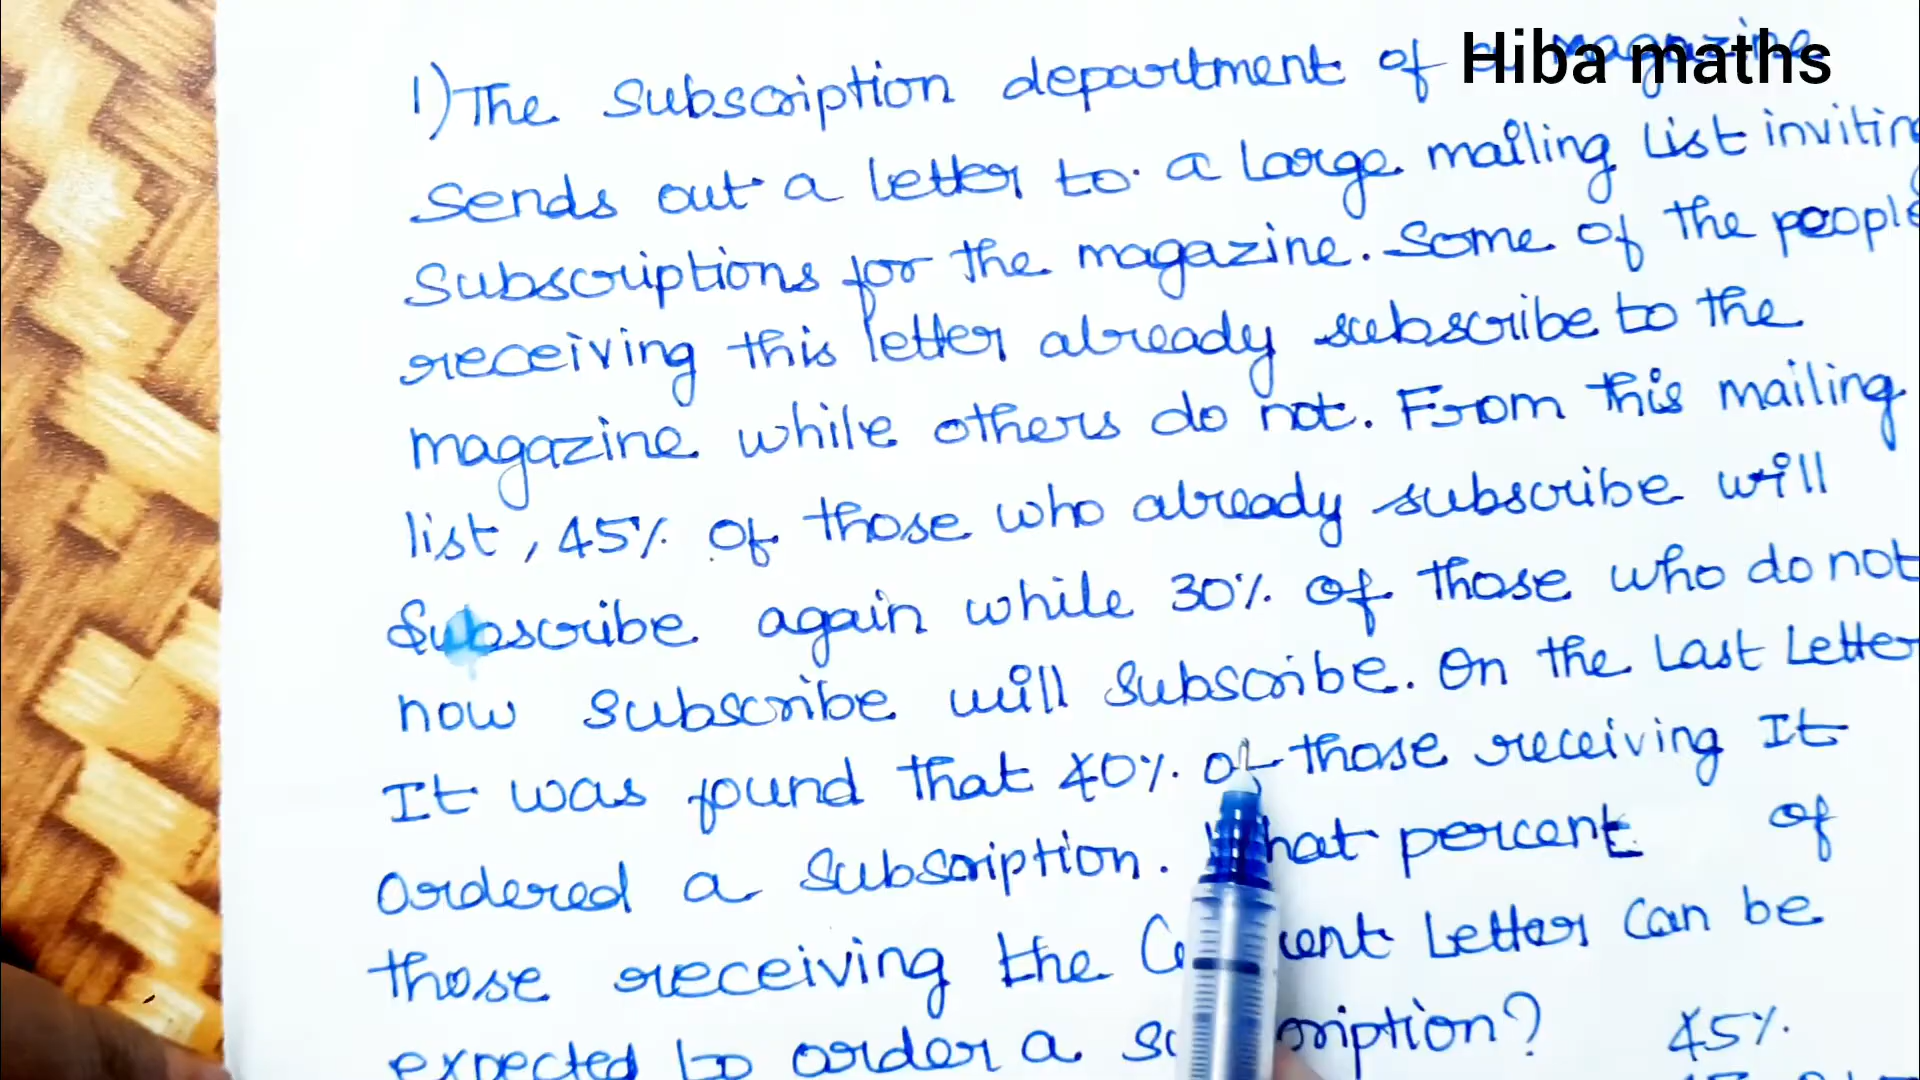 Hiba maths
1) The Subscription department of a magazine
sends out a letter to a large mailing list inviting
subscriptions for the magazine. Some of the people
receiving this letter already subscribe to the
magazine while others do not. From this mailing
list, 45% of those who already subscribe will
Subscribe again while 30% of those who do not
now subscribe will subscribe. On the Last Letter
It was found that 40% of those receiving It
Ordered a Subscription. What percent of
those receiving the Letter Can be
expected to order a ription?
45%.